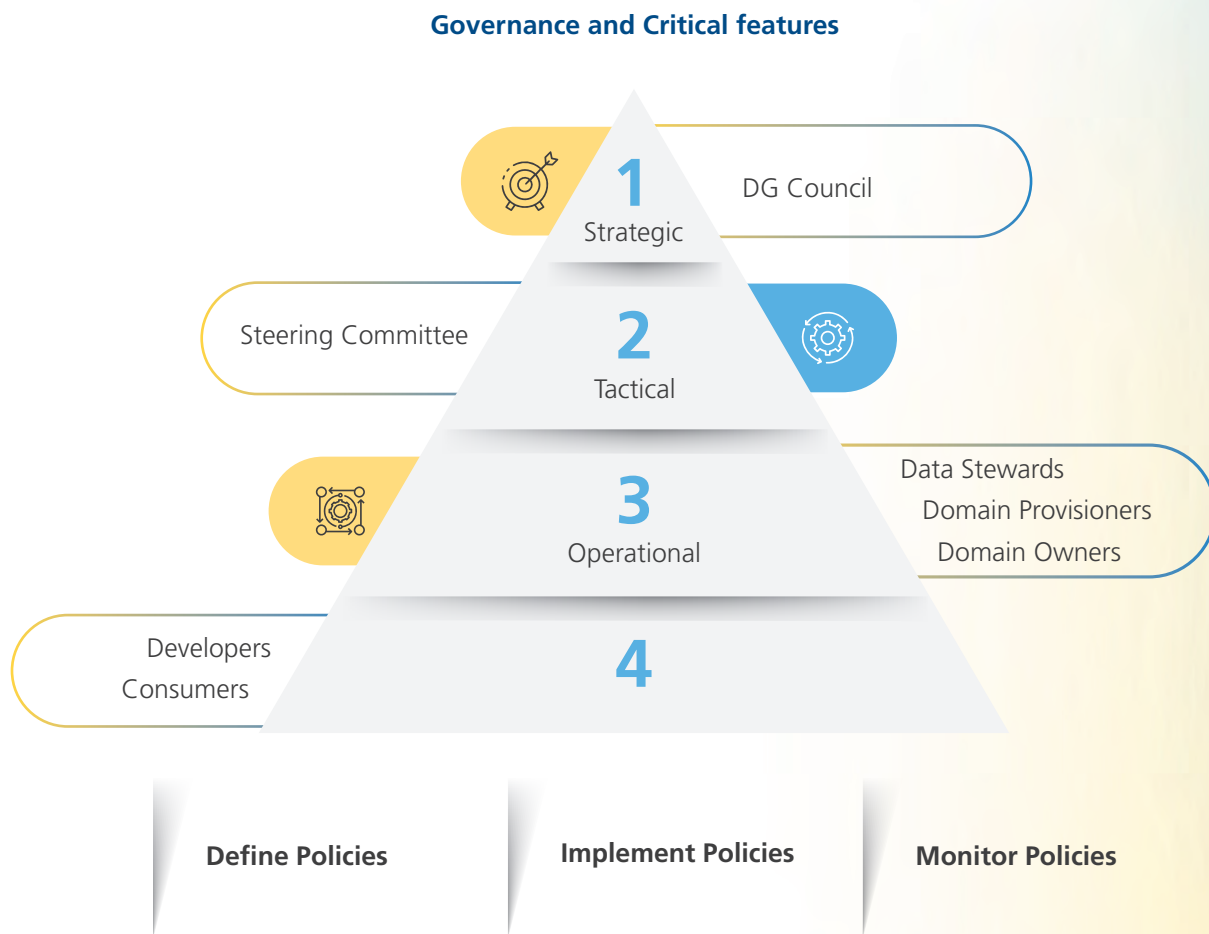 Governance and Critical features
1
Strategic
DG Council
Steering Committee
2
Tactical
3
Operational
Data Stewards
Domain Provisioners
Domain Owners
Developers
Consumers
4
Define Policies
Implement Policies
Monitor Policies